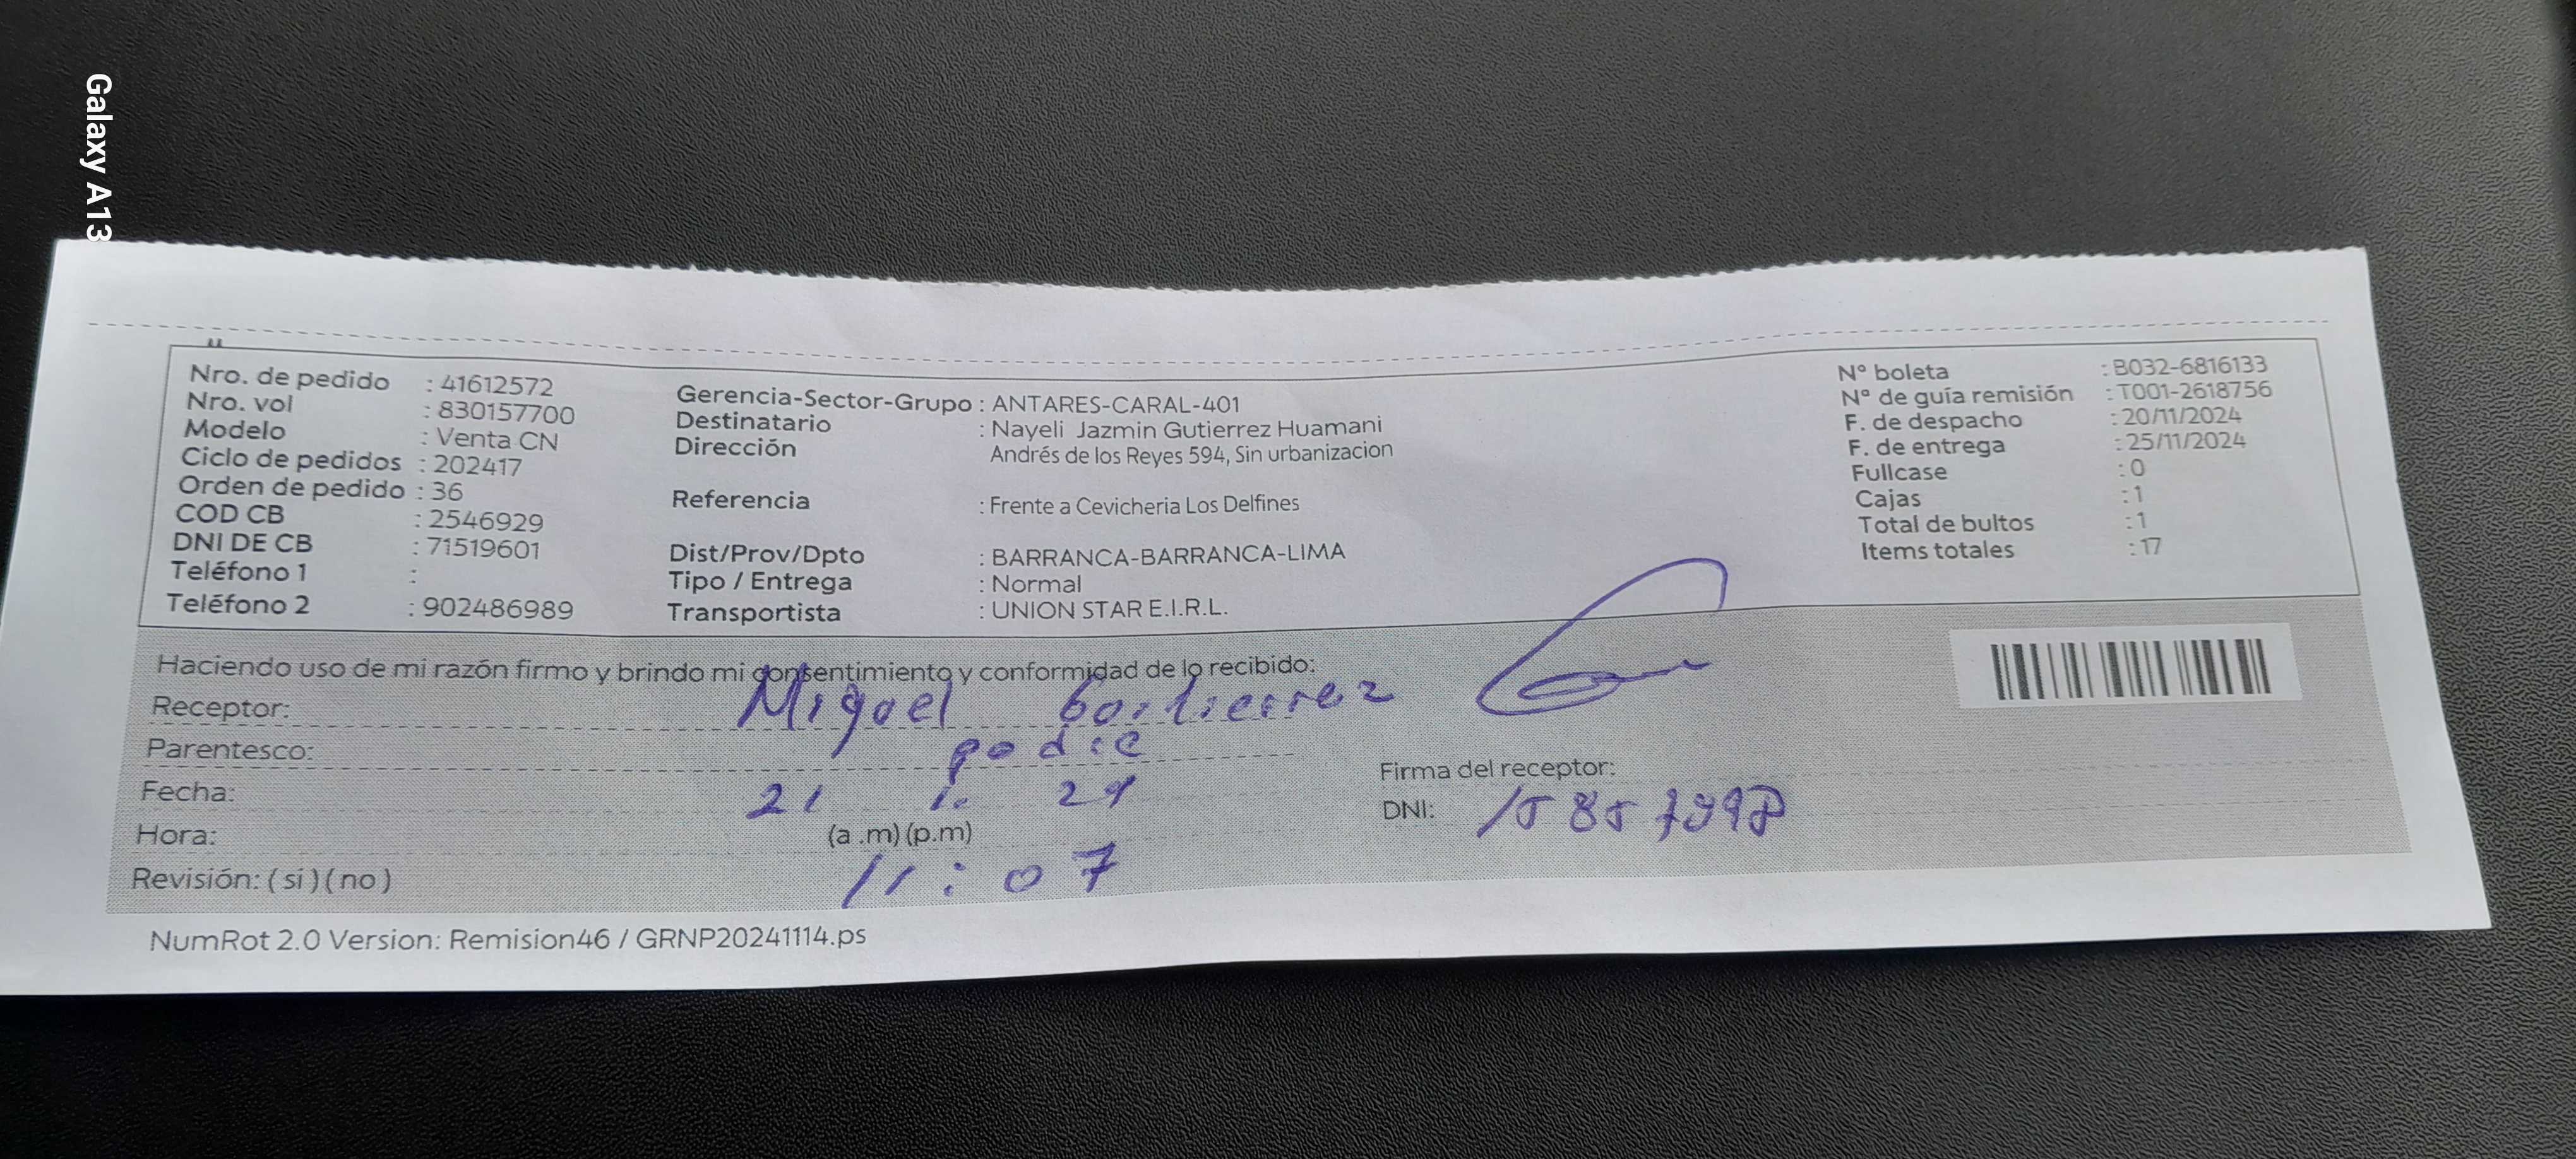 Galaxy A13
Nro. de pedido : 41612572
Nro. vol : 830157700
Modelo : Venta CN
Ciclo de pedidos : 202417
Orden de pedido : 36
COD CB : 2546929
DNI DE CB : 71519601
Teléfono 1 :
Teléfono 2 : 902486989
Gerencia-Sector-Grupo : ANTARES-CARAL-401
Destinatario : Nayeli Jazmin Gutierrez Huamani
Dirección Andrés de los Reyes 594, Sin urbanizacion
Referencia : Frente a Cevicheria Los Delfines
Dist/Prov/Dpto : BARRANCA-BARRANCA-LIMA
Tipo / Entrega : Normal
Transportista : UNION STAR E.I.R.L.
N° boleta : B032-6816133
N° de guía remisión : T001-2618756
F. de despacho : 20/11/2024
F. de entrega : 25/11/2024
Fullcase : 0
Cajas : 1
Total de bultos : 1
Items totales : 17
Haciendo uso de mi razón firmo y brindo mi consentimiento y conformidad de lo recibido:
Receptor: Miguel
Parentesco:
Fecha: 21
Hora: (a .m) (p.m)
11:07
Revisión: ( si ) ( no )
Firma del receptor:
DNI:
NumRot 2.0 Version: Remision46 / GRNP20241114.ps